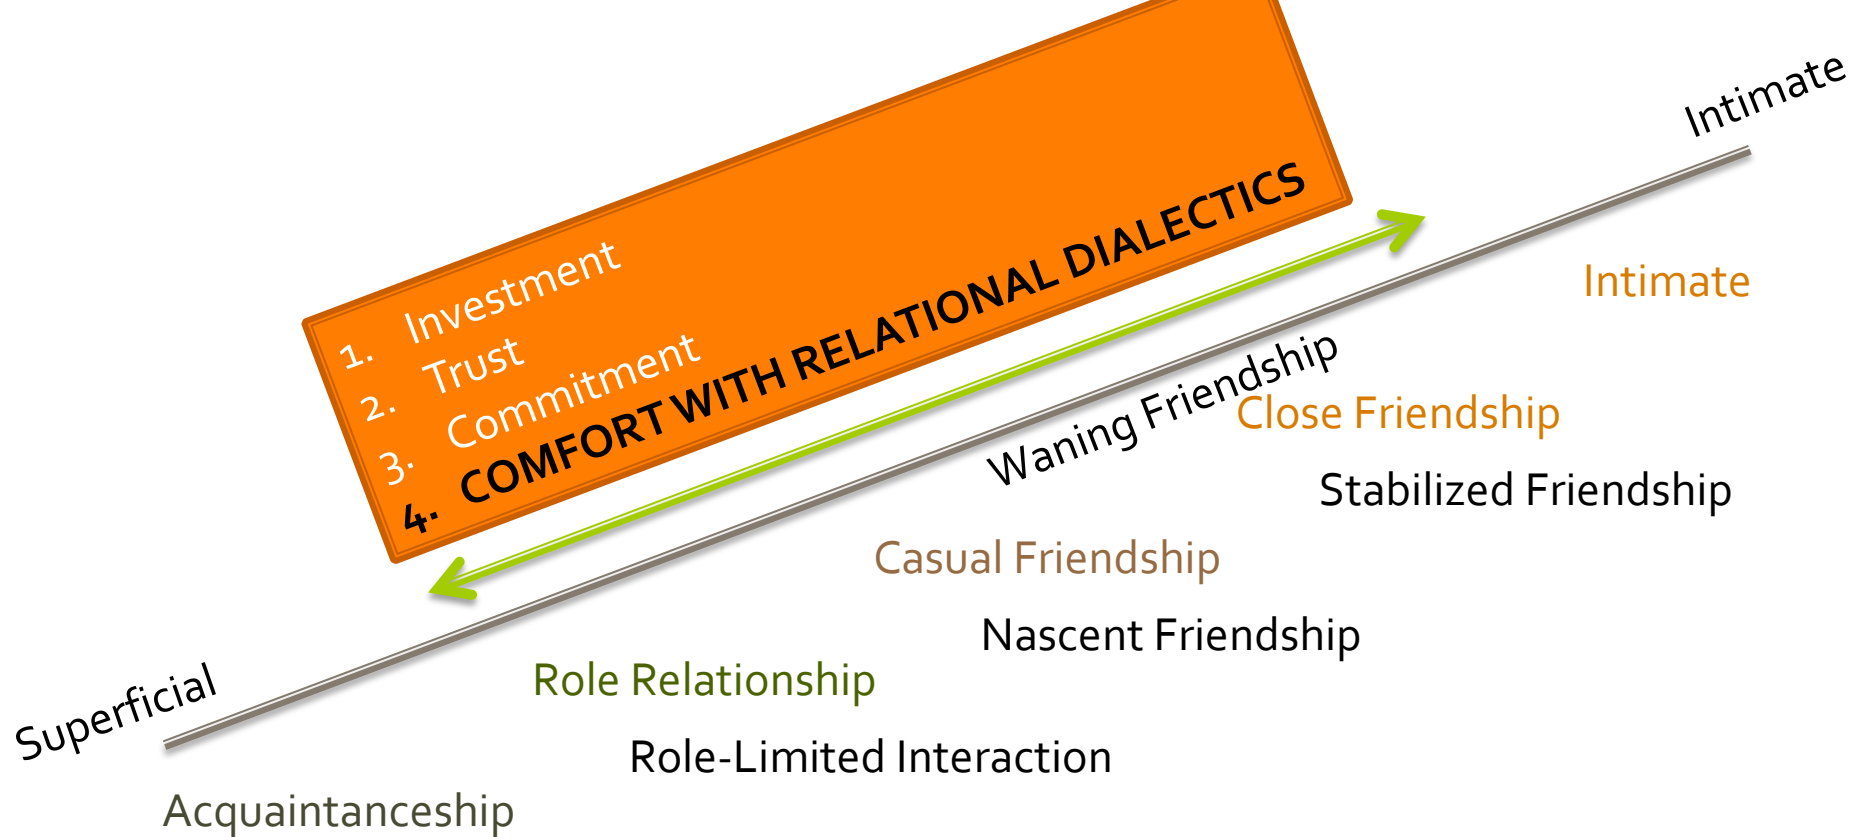 1. Investment
2. Trust
3. Commitment
4. COMFORT WITH RELATIONAL DIALECTICS
Intimate
Intimate
Waning Friendship
Close Friendship
Stabilized Friendship
Casual Friendship
Nascent Friendship
Role Relationship
Superficial
Role-Limited Interaction
Acquaintanceship